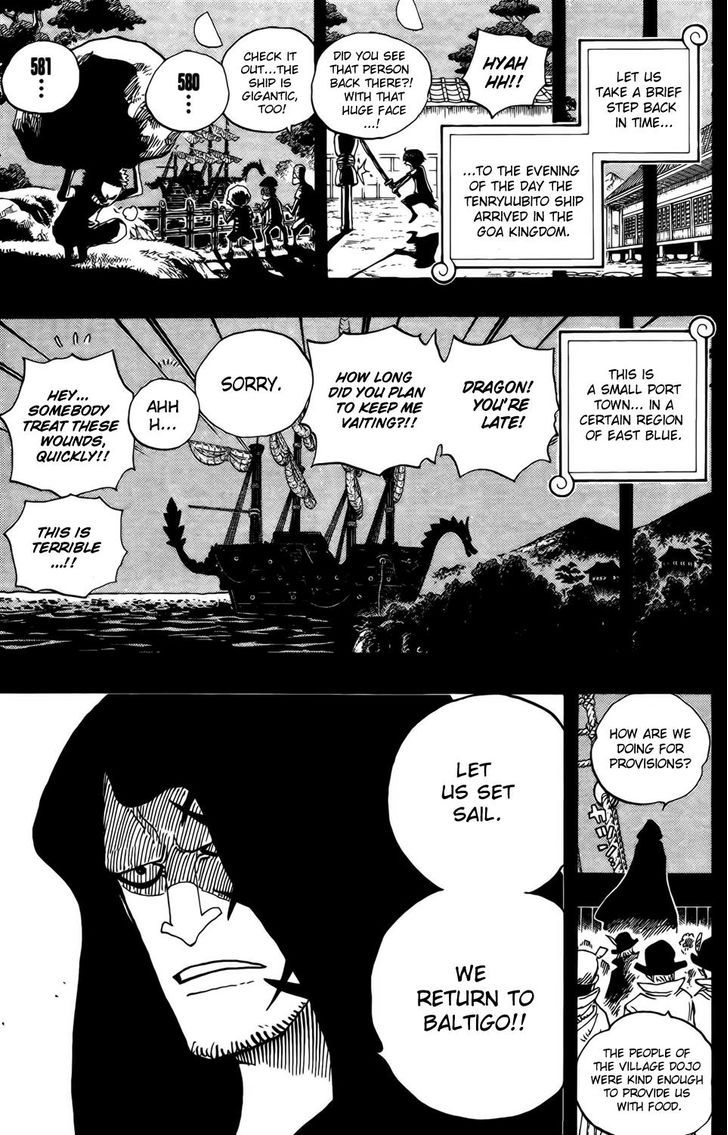 LET US
TAKE A BRIEF
STEP BACK
IN TIME...
...TO THE EVENING
OF THE DAY THE
TENRYUUBITO SHIP
ARRIVED IN THE
GOA KINGDOM.
HYAH
HH!!
DID YOU SEE
THAT PERSON
BACK THERE?!
WITH THAT
HUGE FACE
...!
CHECK IT
OUT...THE
SHIP IS
GIGANTIC,
TOO!
580
...
581
...
THIS IS
A SMALL PORT
TOWN... IN A
CERTAIN REGION
OF EAST BLUE.
DRAGON!
YOU'RE
LATE!
HOW LONG
DID YOU PLAN
TO KEEP ME
VAITING?!!
SORRY.
AHH
H...
HEY...
SOMEBODY
TREAT THESE
WOUNDS,
QUICKLY!!
THIS IS
TERRIBLE
...!!
HOW ARE WE
DOING FOR
PROVISIONS?
THE PEOPLE OF
THE VILLAGE DOJO
WERE KIND ENOUGH
TO PROVIDE US
WITH FOOD.
LET
US SET
SAIL.
WE
RETURN TO
BALTIGO!!